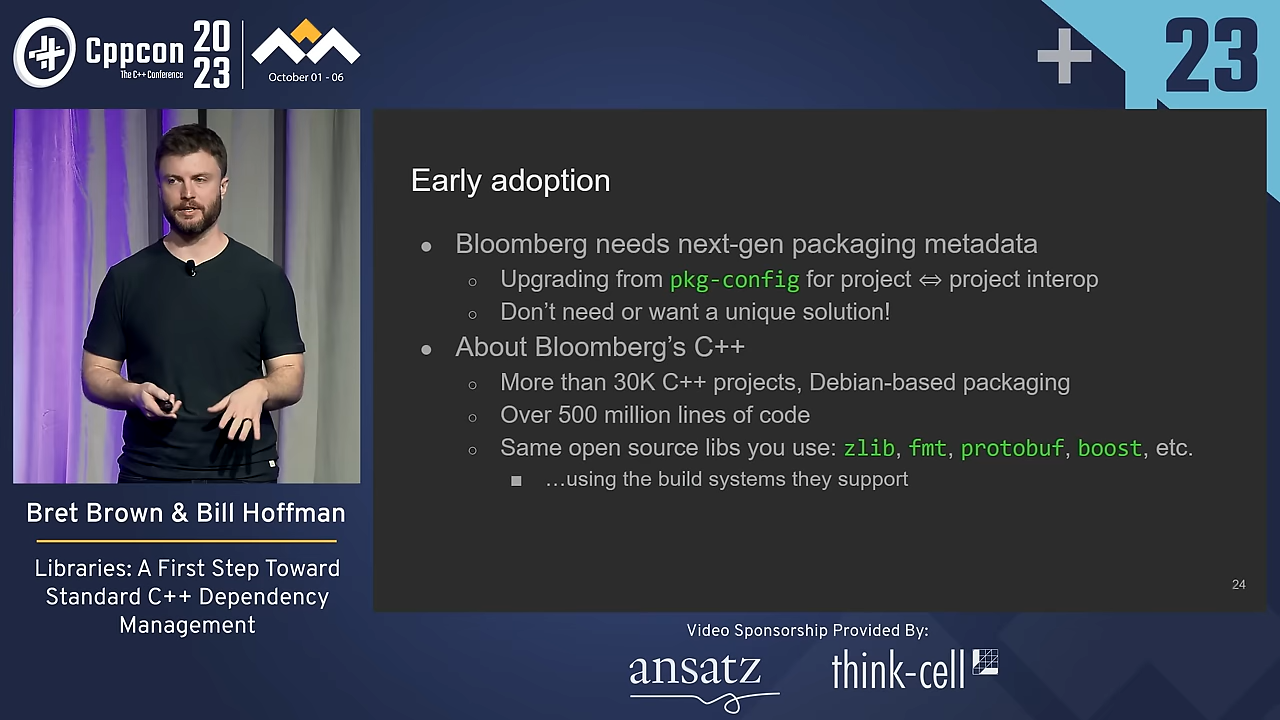 Cppcon
The C++ Conference
20
23
October 01 - 06
23
Early adoption
● Bloomberg needs next-gen packaging metadata
○ Upgrading from pkg-config for project ⇔ project interop
○ Don’t need or want a unique solution!
● About Bloomberg’s C++
○ More than 30K C++ projects, Debian-based packaging
○ Over 500 million lines of code
○ Same open source libs you use: zlib, fmt, protobuf, boost, etc.
■ …using the build systems they support
24
Bret Brown & Bill Hoffman
Libraries: A First Step Toward
Standard C++ Dependency
Management
Video Sponsorship Provided By:
ansatz
think-cell